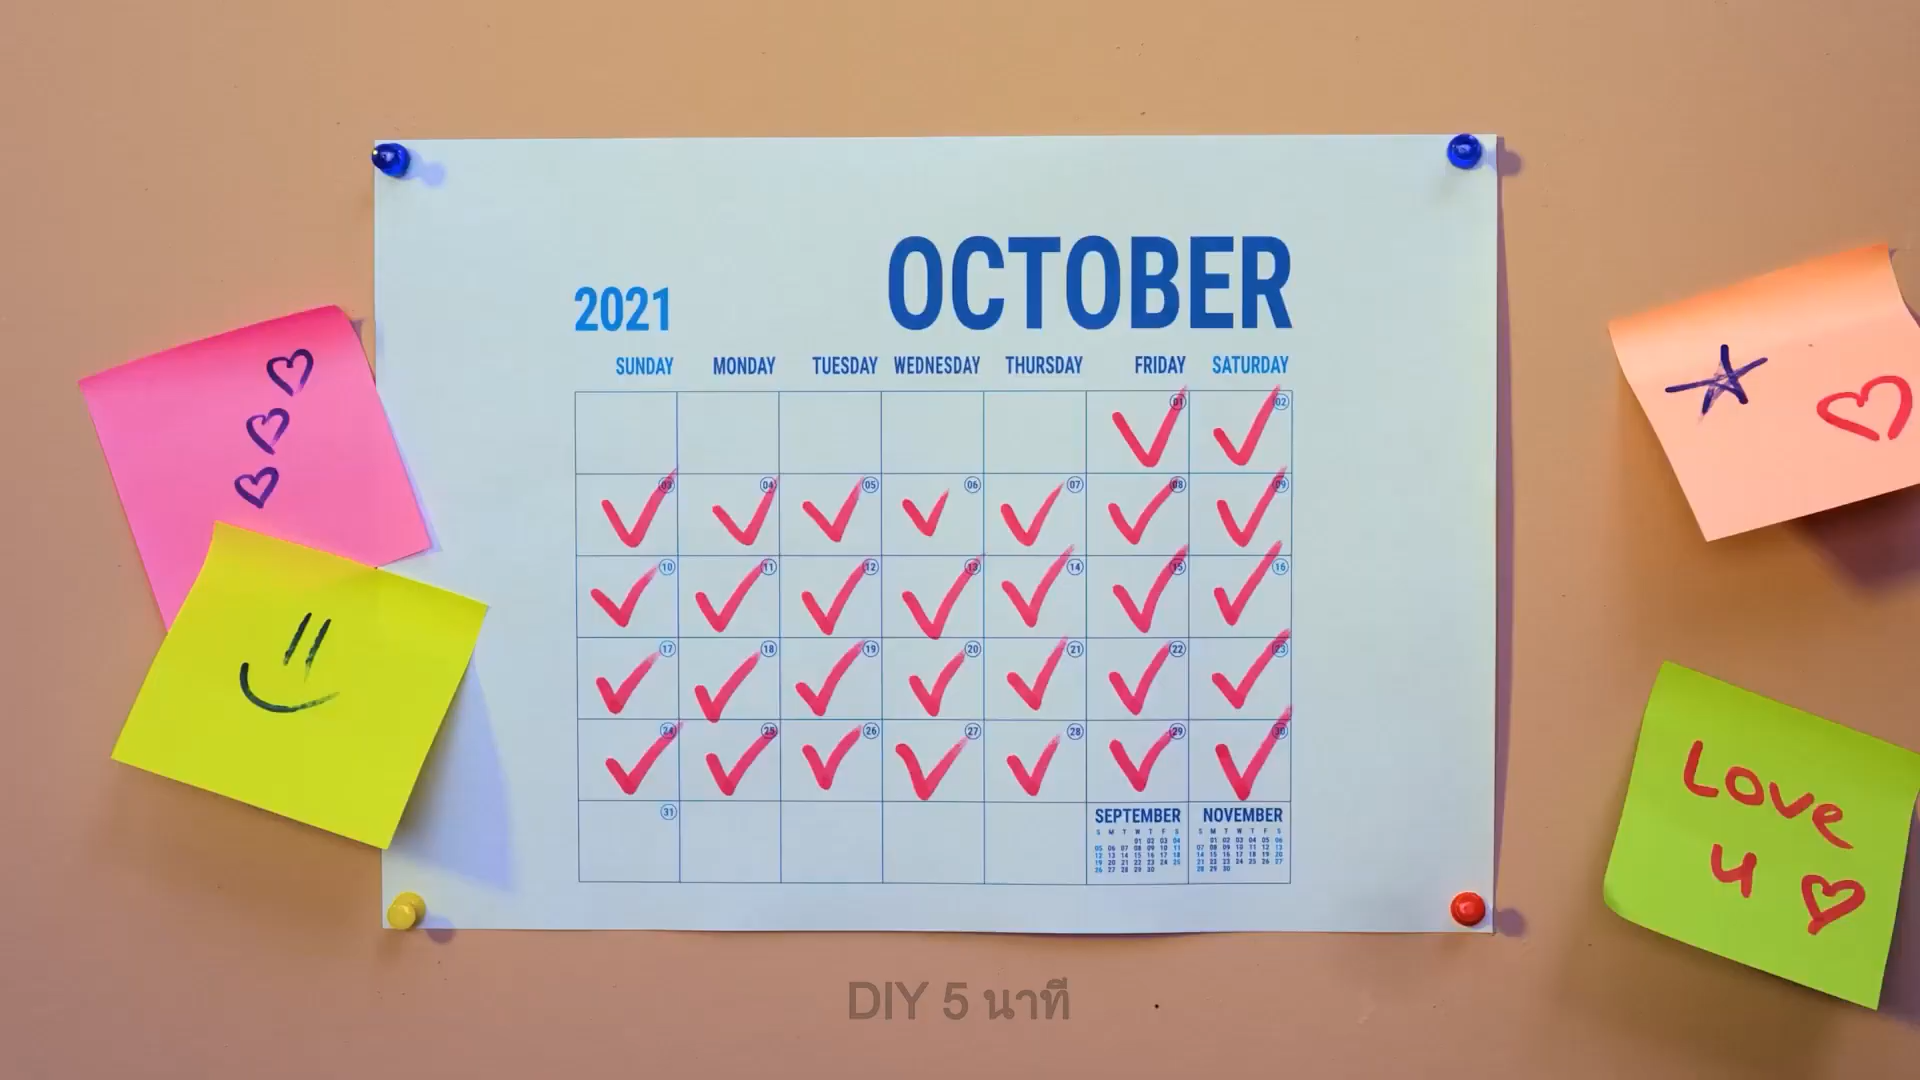 OCTOBER
2021
SUNDAY MONDAY TUESDAY WEDNESDAY THURSDAY FRIDAY SATURDAY
01 02
03 04 05 06 07 08 09
10 11 12 13 14 15 16
17 18 19 20 21 22 23
24 25 26 27 28 29 30
31
SEPTEMBER NOVEMBER
Love
u
DIY 5 นาที